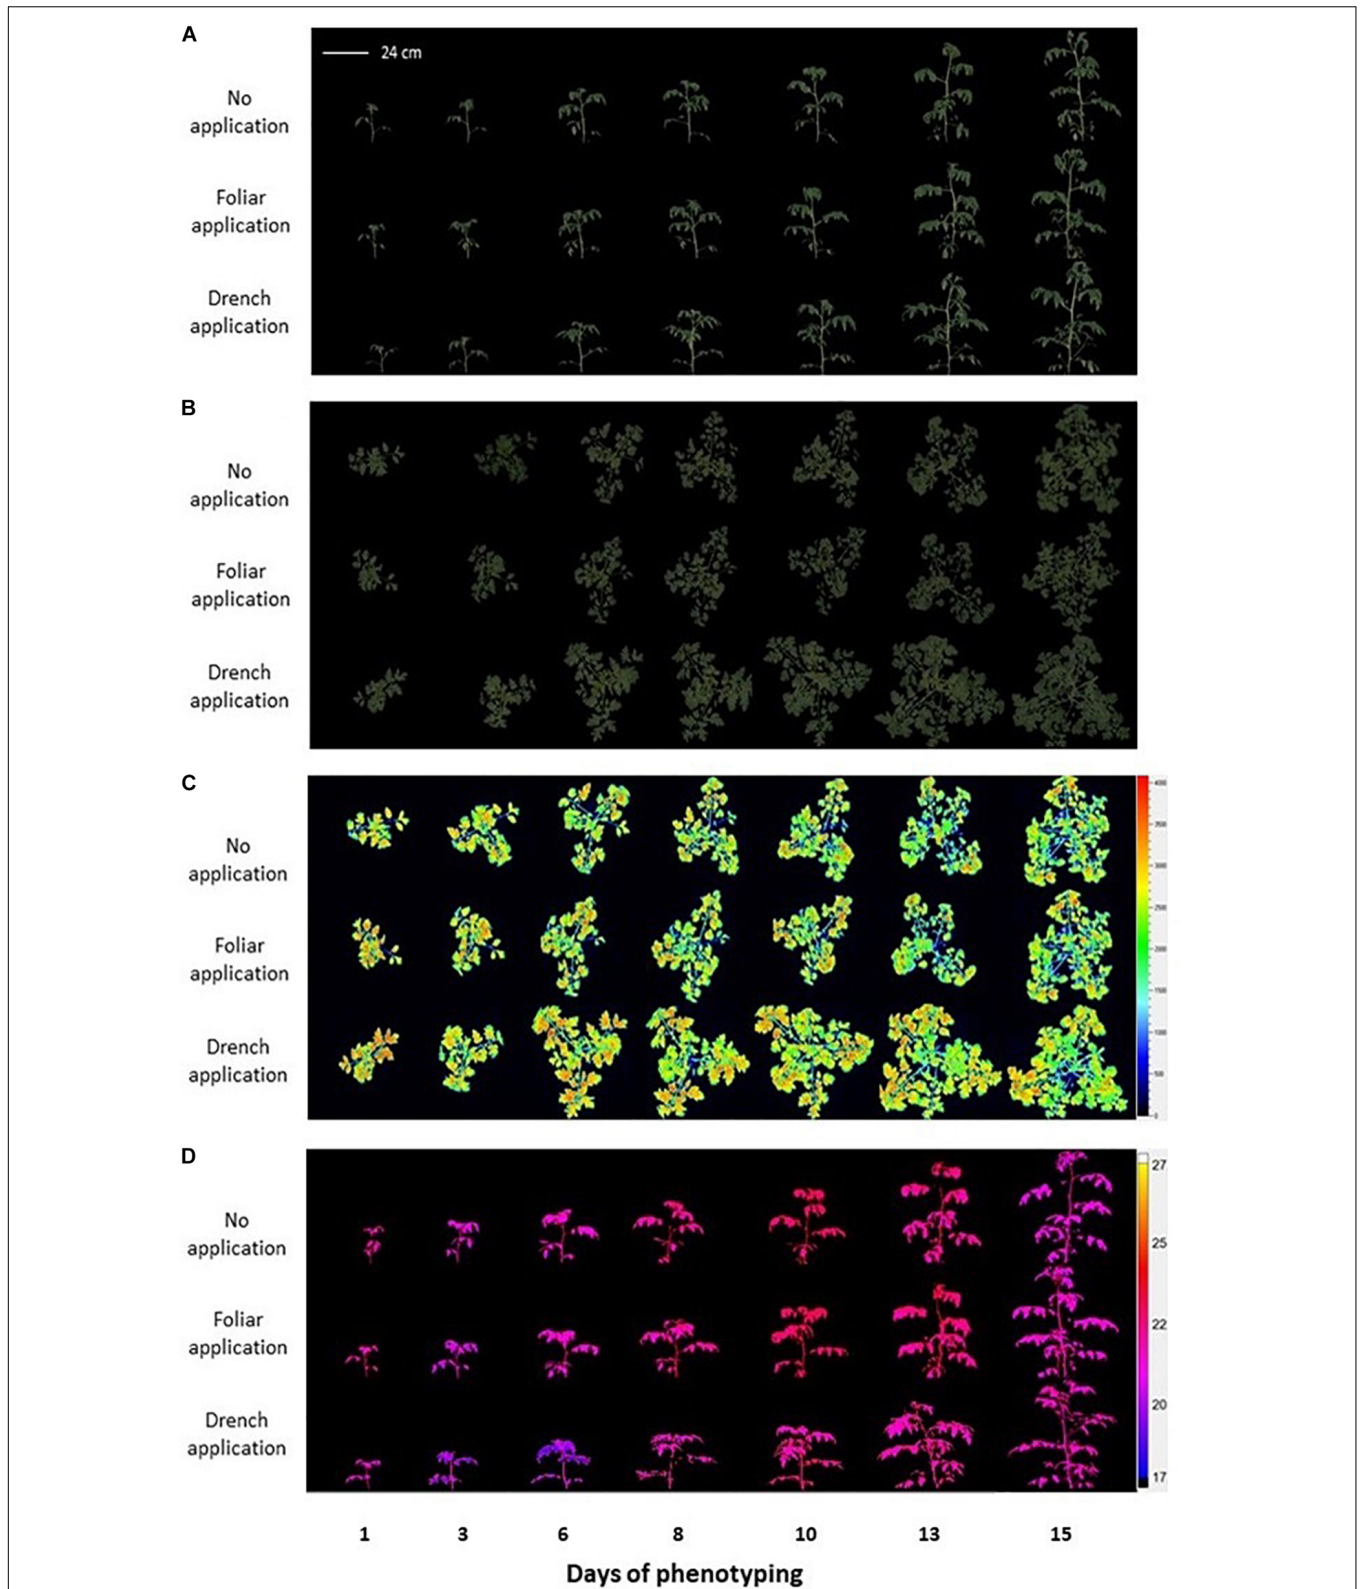 A
24 cm
No
application
Foliar
application
Drench
application
B
No
application
Foliar
application
Drench
application
C
No
application
Foliar
application
Drench
application
D
27
No
application
25
Foliar
application
22
Drench
application
20
17
1 3 6 8 10 13 15
Days of phenotyping